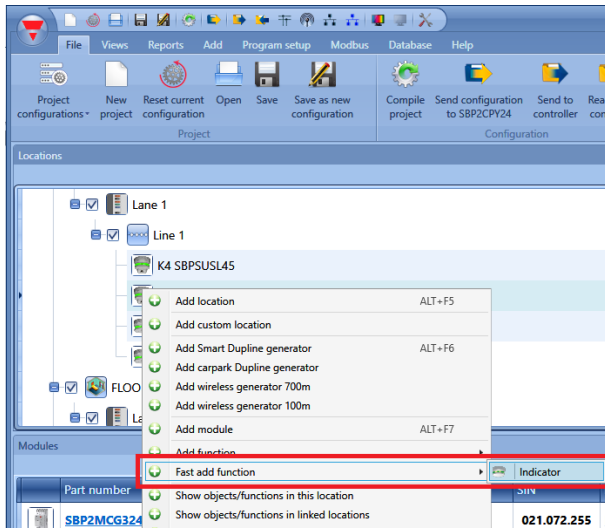 File Views Reports Add Program setup Modbus Database Help
Project configurations
New project
Reset current configuration
Open
Save
Save as new configuration
Compile project
Send configuration to SBP2CPY24
Send to controller
Project
Configuration
Locations
Lane 1
Line 1
K4 SBPSUSL45
Add location ALT+F5
Add custom location
Add Smart Dupline generator ALT+F6
Add carpark Dupline generator
Add wireless generator 700m
Add wireless generator 100m
FLOO
Add module ALT+F7
Modules
Add function
Fast add function
Indicator
Part number
SIN
Show objects/functions in this location
SBP2MCG324
Show objects/functions in linked locations
021.072.255